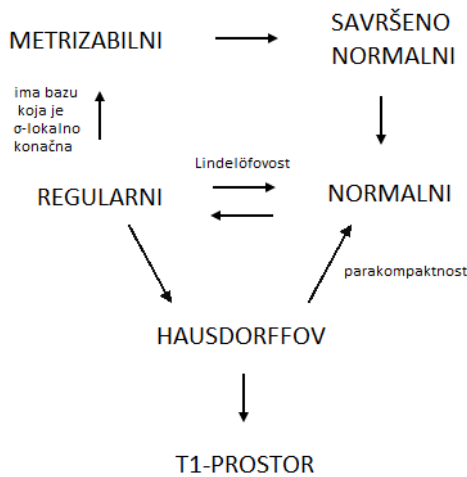 METRIZABILNI
SAVRŠENO
NORMALNI
ima bazu
koja je
σ-lokalno
konačna
Lindelöfovost
REGULARNI
NORMALNI
parakompaktnost
HAUSDORFFOV
T1-PROSTOR